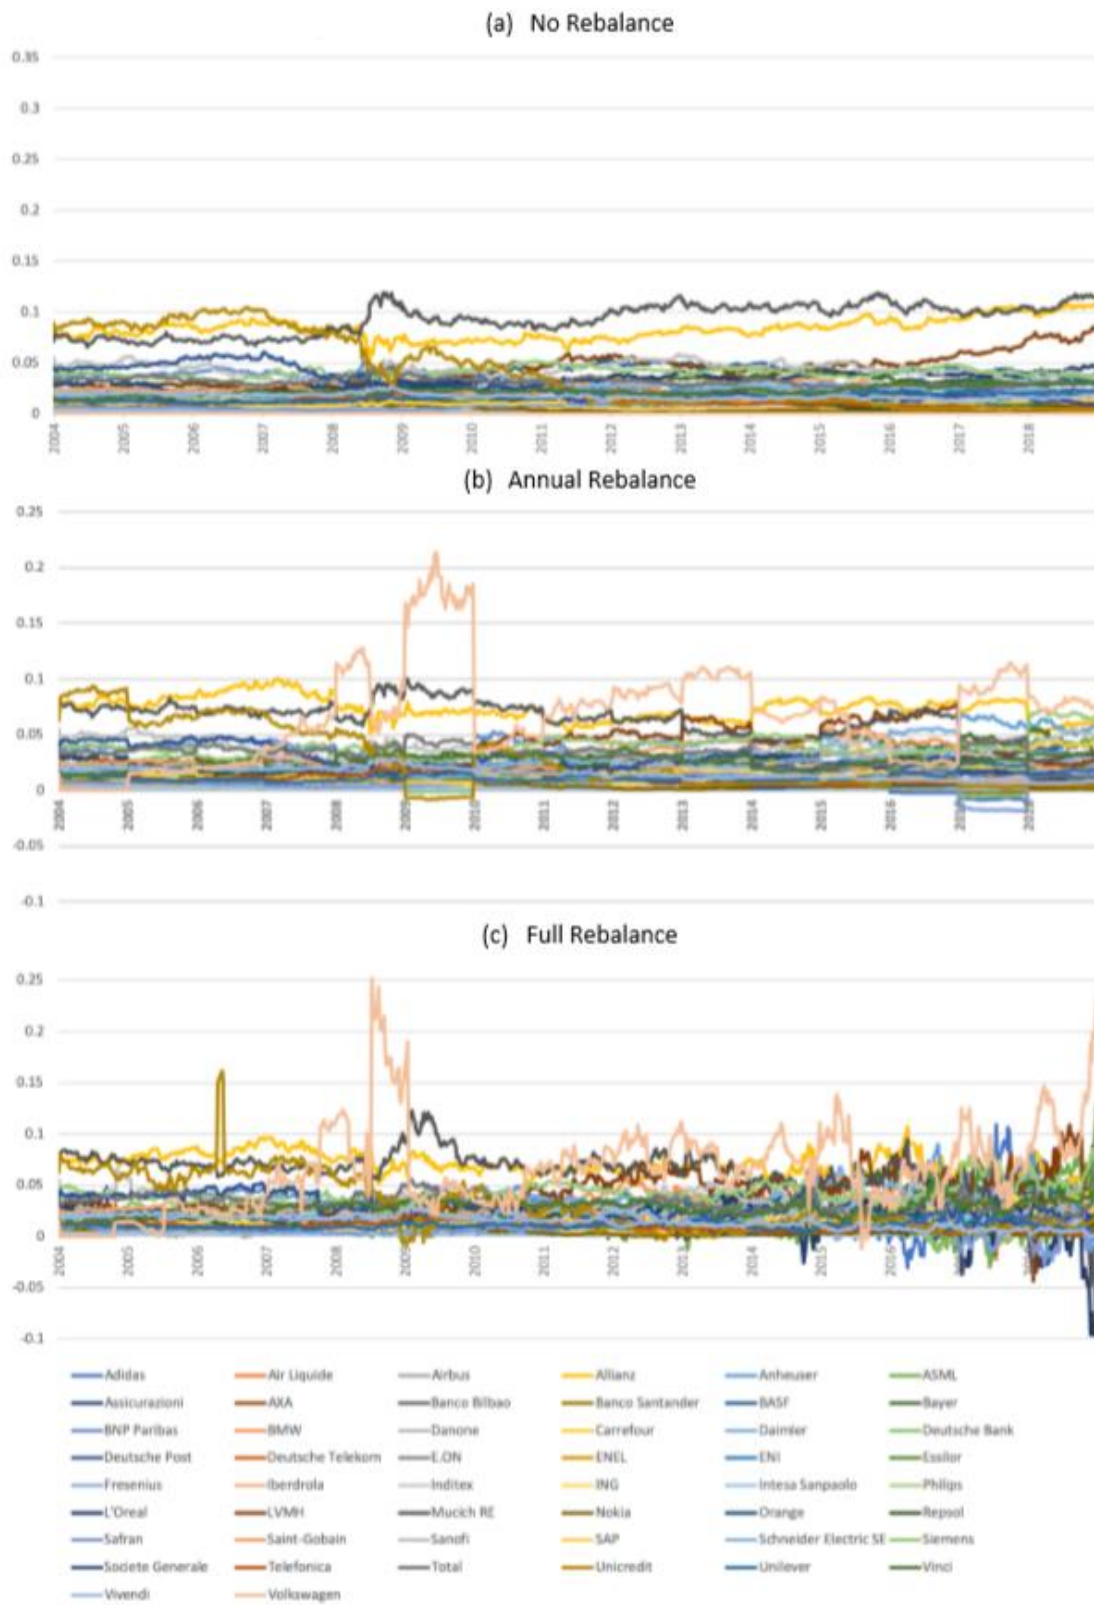 (a) No Rebalance
0.35
0.3
0.25
0.2
0.15
0.1
0.05
0
2004 2005 2006 2007 2008 2009 2010 2011 2012 2013 2014 2015 2016 2017 2018
(b) Annual Rebalance
0.25
0.2
0.15
0.1
0.05
0
2004 2005 2006 2007 2008 2009 2010 2011 2012 2013 2014 2015 2016
-0.05
-0.1
(c) Full Rebalance
0.25
0.2
0.15
0.1
0.05
0
2004 2005 2006 2007 2008 2009 2010 2011 2012 2013 2014 2015 2016
-0.05
-0.1
Adidas Air Liquide Airbus Allianz Anheuser ASML
Assicurazioni AXA Banco Bilbao Banco Santander BASF Bayer
BNP Paribas BMW Danone Carrefour Daimler Deutsche Bank
Deutsche Post Deutsche Telekom E.ON ENEL ENI Essilor
Fresenius Iberdrola Inditex ING Intesa Sanpaolo Philips
L'Oreal LVMH Mucich RE Nokia Orange Repsol
Safran Saint-Gobain Sanofi SAP Schneider Electric SE Siemens
Societe Generale Telefonica Total Unicredit Unilever Vinci
Vivendi Volkswagen